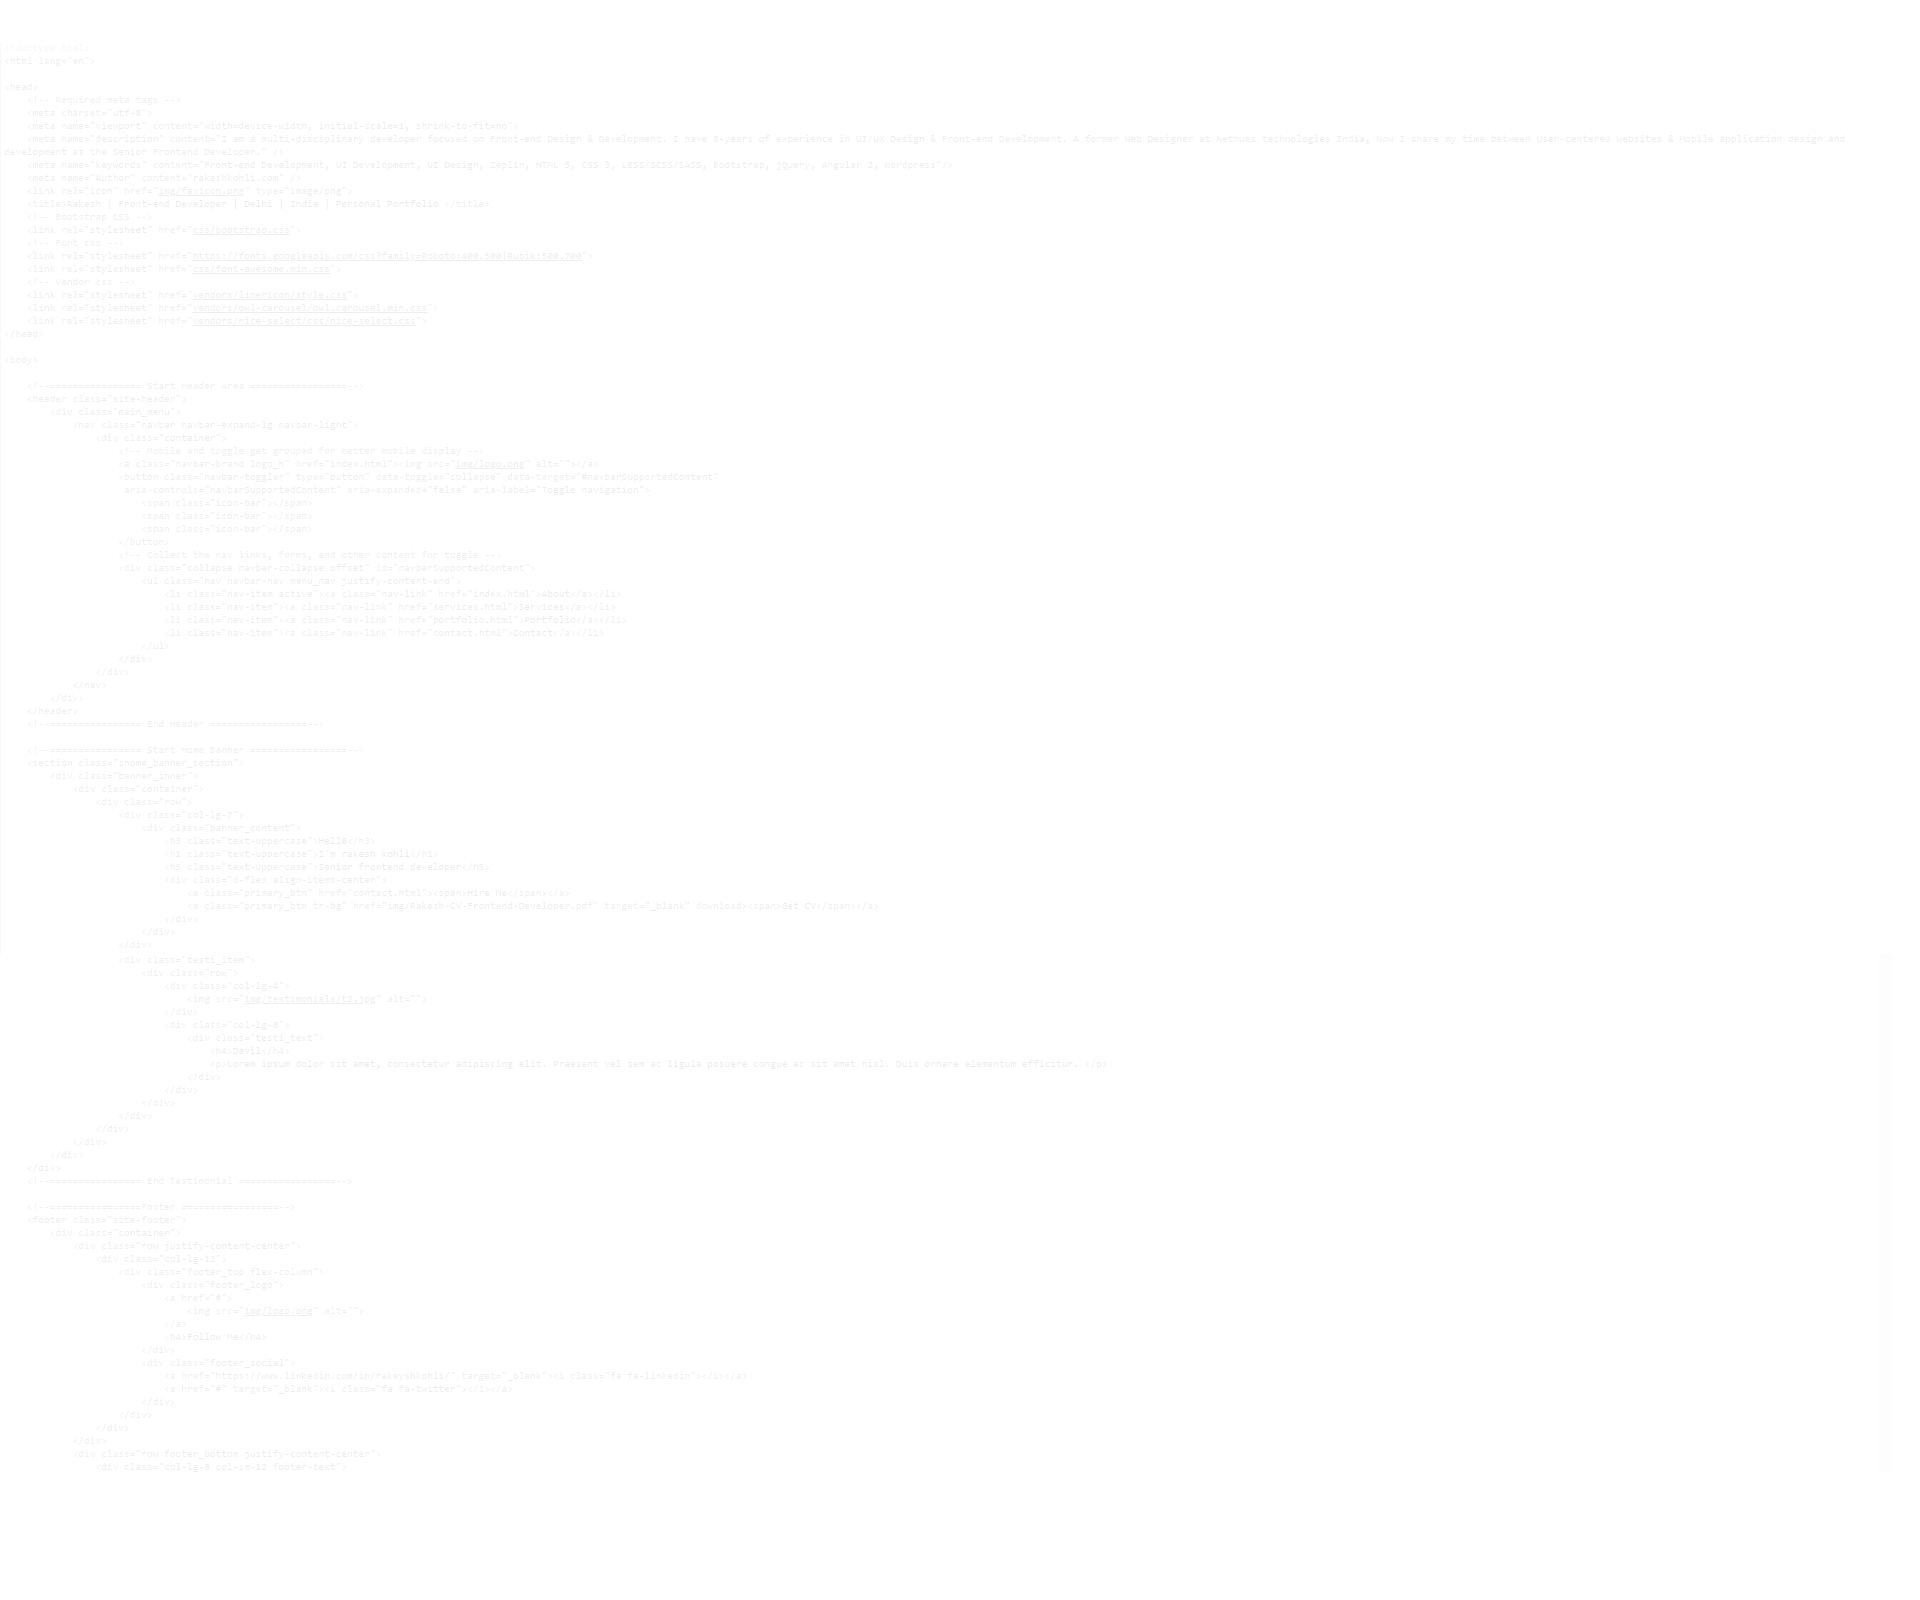 <!doctype html>
<html lang="en">
<head>
<!-- Required meta tags -->
<meta charset="utf-8">
<meta name="viewport" content="width=device-width, initial-scale=1, shrink-to-fit=no">
<meta name="description" content="I am a multi-disciplinary developer focused on Front-end Design & Development. I have 8-years of experience in UI/UX Design & Front-end Development. A former Web Designer at Nethues technologies India, Now I share my time between User-centered Websites & Mobile application design and
development as the Senior Frontend Developer." />
<meta name="keywords" content="Front-end Development, UI Development, UI Design, Zeplin, HTML 5, CSS 3, LESS/SCSS/SASS, Bootstrap, jQuery, Angular 2, Wordpress"/>
<meta name="Author" content="rakeshkohli.com" />
<link rel="icon" href="img/favicon.png" type="image/png">
<title>Rakesh | Front-end Developer | Delhi | India | Personal Portfolio </title>
<!-- Bootstrap CSS -->
<link rel="stylesheet" href="css/bootstrap.css">
<!-- Font css -->
<link rel="stylesheet" href="https://fonts.googleapis.com/css?family=Roboto:400,500|Rubik:500,700">
<link rel="stylesheet" href="css/font-awesome.min.css">
<!-- Vendor css -->
<link rel="stylesheet" href="vendors/linericon/style.css">
<link rel="stylesheet" href="vendors/owl-carousel/owl.carousel.min.css">
<link rel="stylesheet" href="vendors/nice-select/css/nice-select.css">
</head>
<body>
<!--================ Start Header Area =================-->
<header class="site-header">
<div class="main_menu">
<nav class="navbar navbar-expand-lg navbar-light">
<div class="container">
<!-- Mobile and toggle get grouped for better mobile display -->
<a class="navbar-brand logo_h" href="index.html"><img src="img/logo.png" alt=""></a>
<button class="navbar-toggler" type="button" data-toggle="collapse" data-target="#navbarSupportedContent"
aria-controls="navbarSupportedContent" aria-expanded="false" aria-label="Toggle navigation">
<span class="icon-bar"></span>
<span class="icon-bar"></span>
<span class="icon-bar"></span>
</button>
<!-- Collect the nav links, forms, and other content for toggle -->
<div class="collapse navbar-collapse offset" id="navbarSupportedContent">
<ul class="nav navbar-nav menu_nav justify-content-end">
<li class="nav-item active"><a class="nav-link" href="index.html">About</a></li>
<li class="nav-item"><a class="nav-link" href="services.html">Services</a></li>
<li class="nav-item"><a class="nav-link" href="portfolio.html">Portfolio</a></li>
<li class="nav-item"><a class="nav-link" href="contact.html">Contact</a></li>
</ul>
</div>
</div>
</nav>
</div>
</header>
<!--================ End Header =================-->
<!--================ Start Home Banner =================-->
<section class="shome_banner_section">
<div class="banner_inner">
<div class="container">
<div class="row">
<div class="col-lg-7">
<div class="banner_content">
<h3 class="text-uppercase">Hell0</h3>
<h1 class="text-uppercase">I'm rakesh kohli</h1>
<h5 class="text-uppercase">Senior frontend developer</h5>
<div class="d-flex align-items-center">
<a class="primary_btn" href="contact.html"><span>Hire Me</span></a>
<a class="primary_btn tr-bg" href="img/Rakesh-CV-Frontend-Developer.pdf" target="_blank" download><span>Get CV</span></a>
</div>
</div>
</div>
<div class="testi_item">
<div class="row">
<div class="col-lg-4">
<img src="img/testimonials/t2.jpg" alt="">
</div>
<div class="col-lg-8">
<div class="testi_text">
<h4>Davil</h4>
<p>Lorem ipsum dolor sit amet, consectetur adipiscing elit. Praesent vel sem ac ligula posuere congue ac sit amet nisl. Duis ornare elementum efficitur. </p>
</div>
</div>
</div>
</div>
</div>
</div>
</div>
</div>
<!--================ End Testimonial =================-->
<!--================Footer =================-->
<footer class="site-footer">
<div class="container">
<div class="row justify-content-center">
<div class="col-lg-12">
<div class="footer_top flex-column">
<div class="footer_logo">
<a href="#">
<img src="img/logo.png" alt="">
</a>
<h4>Follow Me</h4>
</div>
<div class="footer_social">
<a href="https://www.linkedin.com/in/rakeyshkohli/" target="_blank"><i class="fa fa-linkedin"></i></a>
<a href="#" target="_blank"><i class="fa fa-twitter"></i></a>
</div>
</div>
</div>
</div>
<div class="row footer_bottom justify-content-center">
<div class="col-lg-8 col-sm-12 footer-text">